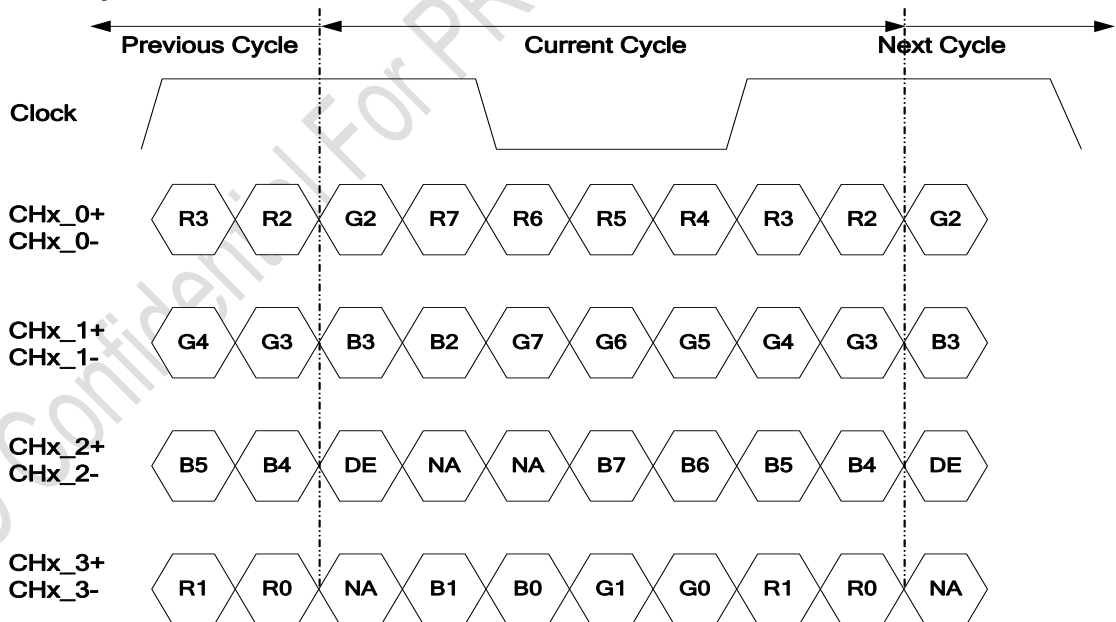 Previous Cycle Current Cycle Next Cycle
Clock
CHx_0+
CHx_0-
R3 R2 G2 R7 R6 R5 R4 R3 R2 G2
CHx_1+
CHx_1-
G4 G3 B3 B2 G7 G6 G5 G4 G3 B3
CHx_2+
CHx_2-
B5 B4 DE NA NA B7 B6 B5 B4 DE
CHx_3+
CHx_3-
R1 R0 NA B1 B0 G1 G0 R1 R0 NA
Confidential For